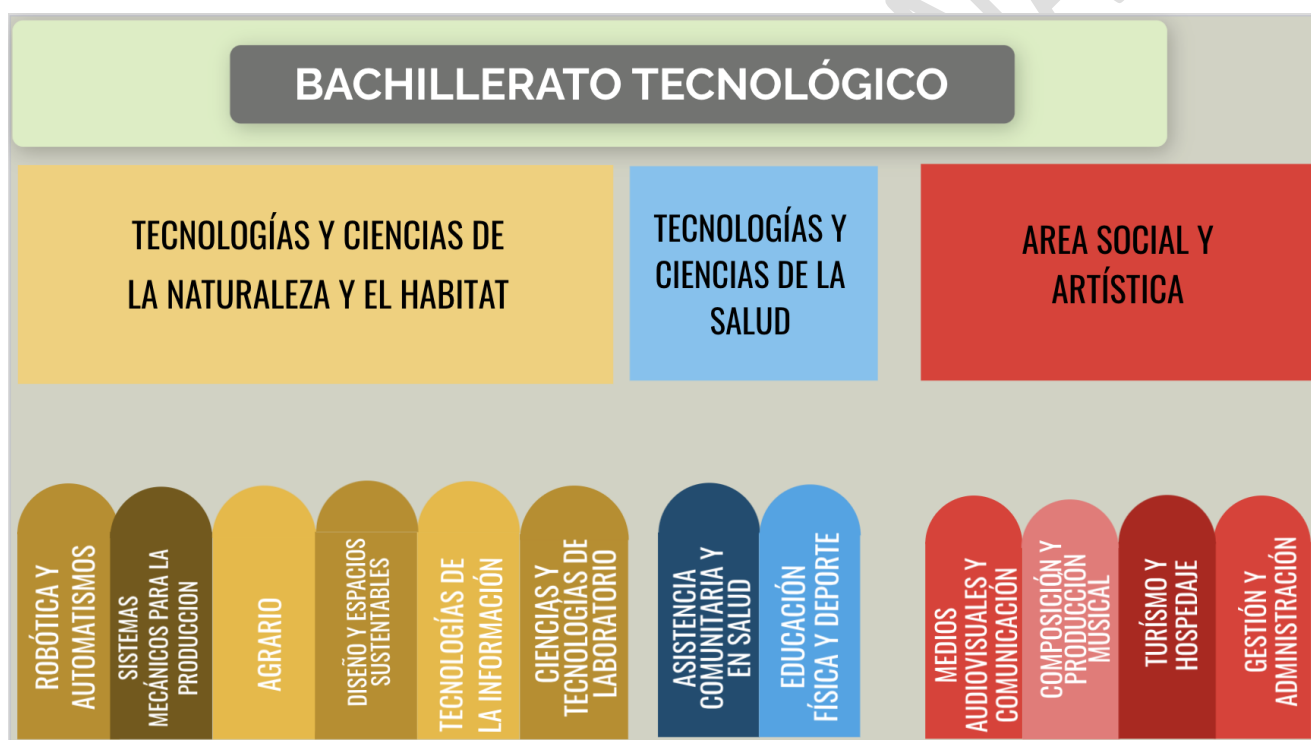 BACHILLERATO TECNOLÓGICO
TECNOLOGÍAS Y CIENCIAS DE
LA NATURALEZA Y EL HABITAT
TECNOLOGÍAS Y
CIENCIAS DE LA
SALUD
AREA SOCIAL Y
ARTÍSTICA
ROBÓTICA Y
AUTOMATISMOS
SISTEMAS
MECÁNICOS PARA LA
PRODUCCION
AGRARIO
DISEÑO Y ESPACIOS
SUSTENTABLES
TECNOLOGÍAS DE
LA INFORMACIÓN
CIENCIAS Y
TECNOLOGÍAS DE
LABORATORIO
ASISTENCIA
COMUNITARIA Y
EN SALUD
EDUCACIÓN
FÍSICA Y DEPORTE
MEDIOS
AUDIOVISUALES Y
COMUNICACIÓN
COMPOSICIÓN Y
PRODUCCIÓN
MUSICAL
TURÍSMO Y
HOSPEDAJE
GESTIÓN Y
ADMINISTRACIÓN